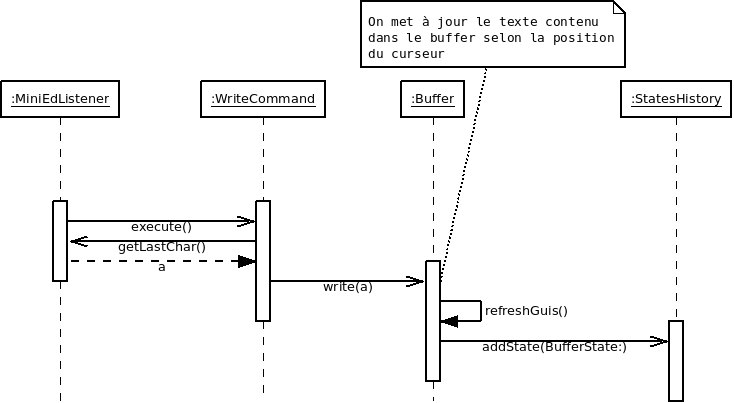 On met à jour le texte contenu
dans le buffer selon la position
du curseur
:MiniEdListener
:WriteCommand
:Buffer
:StatesHistory
execute()
getLastChar()
a
write(a)
refreshGuis()
addState(BufferState:)